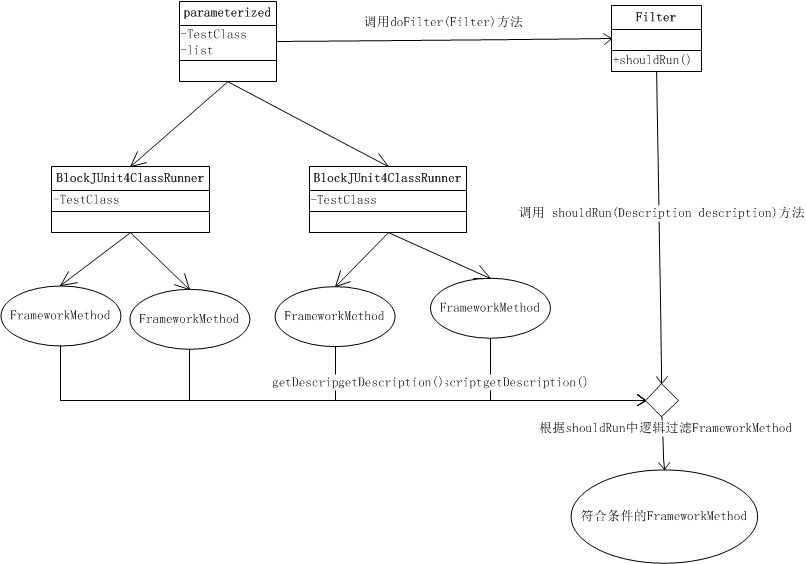 parameterized
-TestClass
-list
调用doFilter(Filter)方法
Filter
+shouldRun()
BlockJUnit4ClassRunner
-TestClass
BlockJUnit4ClassRunner
-TestClass
调用 shouldRun(Description description)方法
FrameworkMethod
FrameworkMethod
FrameworkMethod
FrameworkMethod
getDescripgetDescription()scriptgetDescription()
根据shouldRun中逻辑过滤FrameworkMethod
符合条件的FrameworkMethod